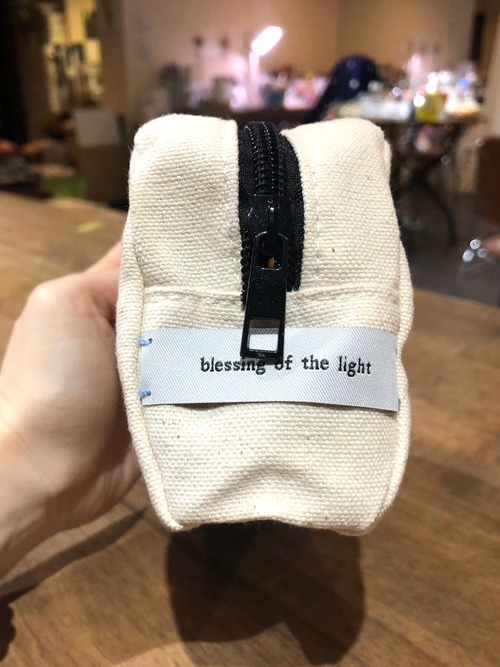 blessing of the light